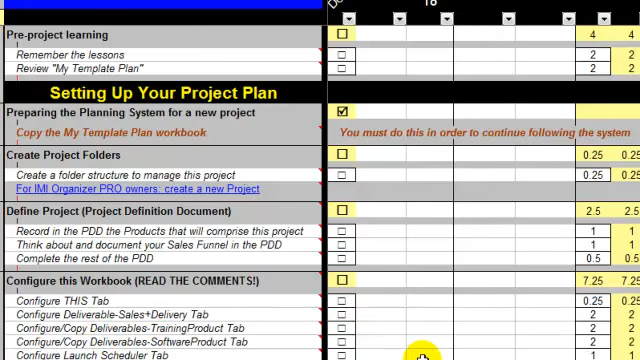 18
Pre-project learning 4 4
Remember the lessons 2 2
Review "My Template Plan" 2 2
Setting Up Your Project Plan
Preparing the Planning System for a new project
Copy the My Template Plan workbook You must do this in order to continue following the system
Create Project Folders 0.25 0.25
Create a folder structure to manage this project 0.25 0.25
For IMI Organizer PRO owners: create a new Project
Define Project (Project Definition Document) 2.5 2.5
Record in the PDD the Products that will comprise this project 1 1
Think about and document your Sales Funnel in the PDD 1 1
Complete the rest of the PDD 0.5 0.5
Configure this Workbook (READ THE COMMENTS!) 7.25 7.25
Configure THIS Tab 0.25 0.25
Configure Deliverable-Sales+Delivery Tab 2 2
Configure/Copy Deliverables-TrainingProduct Tab 2 2
Configure/Copy Deliverables-SoftwareProduct Tab 2 2
Configure Launch Scheduler Tab 1 1